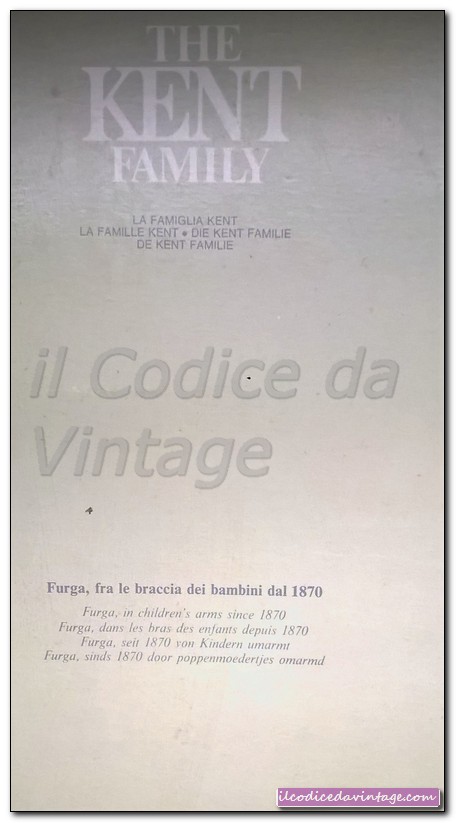 THE
KENT
FAMILY
LA FAMIGLIA KENT
LA FAMILLE KENT • DIE KENT FAMILIE
DE KENT FAMILIE
il Codice da
Vintage
Furga, fra le braccia dei bambini dal 1870
Furga, in children's arms since 1870
Furga, dans les bras des enfants depuis 1870
Furga, seit 1870 von Kindern umarmt
Furga, sinds 1870 door poppenmoedertjes omarmd
ilcodicedavintage.com